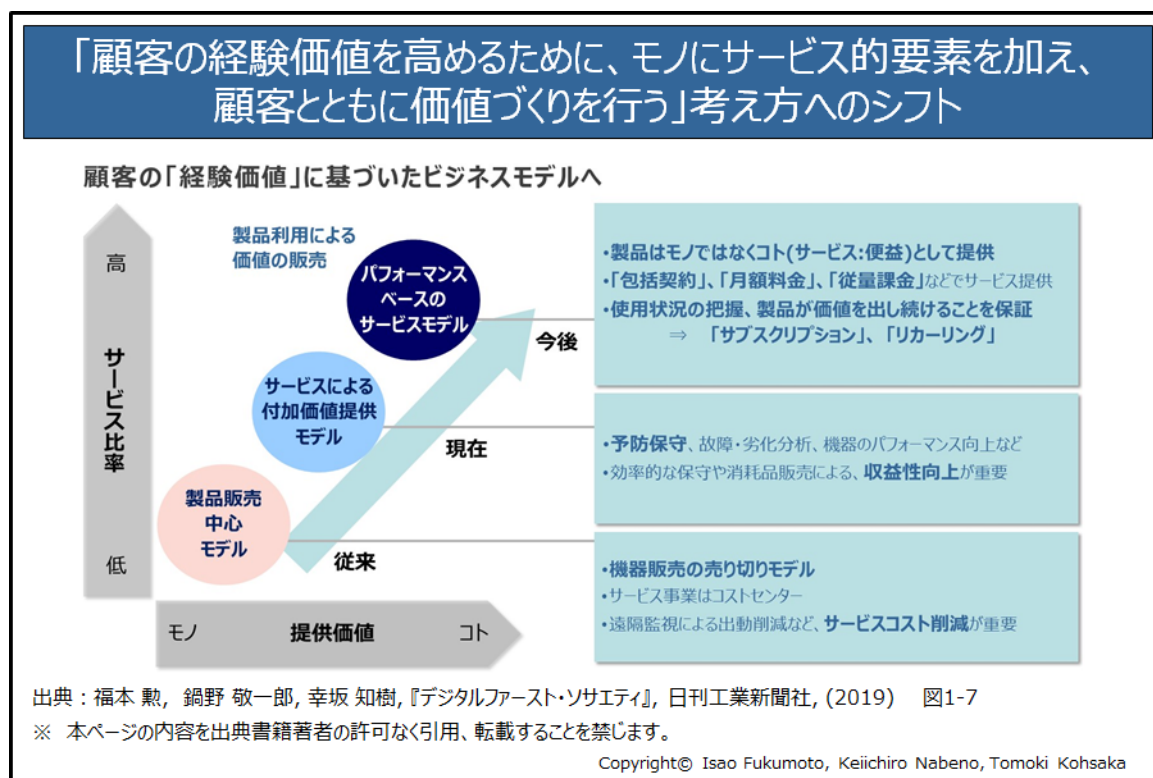 「顧客の経験価値を高めるために、モノにサービス的要素を加え、
顧客とともに価値づくりを行う」考え方へのシフト
顧客の「経験価値」に基づいたビジネスモデルへ
高
サービス比率
低
製品利用による
価値の販売
パフォーマンス
ベースの
サービスモデル
今後
・製品はモノではなくコト(サービス:便益)として提供
・「包括契約」、「月額料金」、「従量課金」などでサービス提供
・使用状況の把握、製品が価値を出し続けることを保証
⇒ 「サブスクリプション」、「リカーリング」
サービスによる
付加価値提供
モデル
現在
・予防保守、故障・劣化分析、機器のパフォーマンス向上など
・効率的な保守や消耗品販売による、収益性向上が重要
製品販売
中心
モデル
従来
・機器販売の売り切りモデル
・サービス事業はコストセンター
・遠隔監視による出動削減など、サービスコスト削減が重要
モノ 提供価値 コト
出典:福本 勲, 鍋野 敬一郎, 幸坂 知樹,『デジタルファースト・ソサエティ』, 日刊工業新聞社, (2019) 図1-7
※ 本ページの内容を出典書籍著者の許可なく引用、転載することを禁じます。
Copyright© Isao Fukumoto, Keiichiro Nabeno, Tomoki Kohsaka